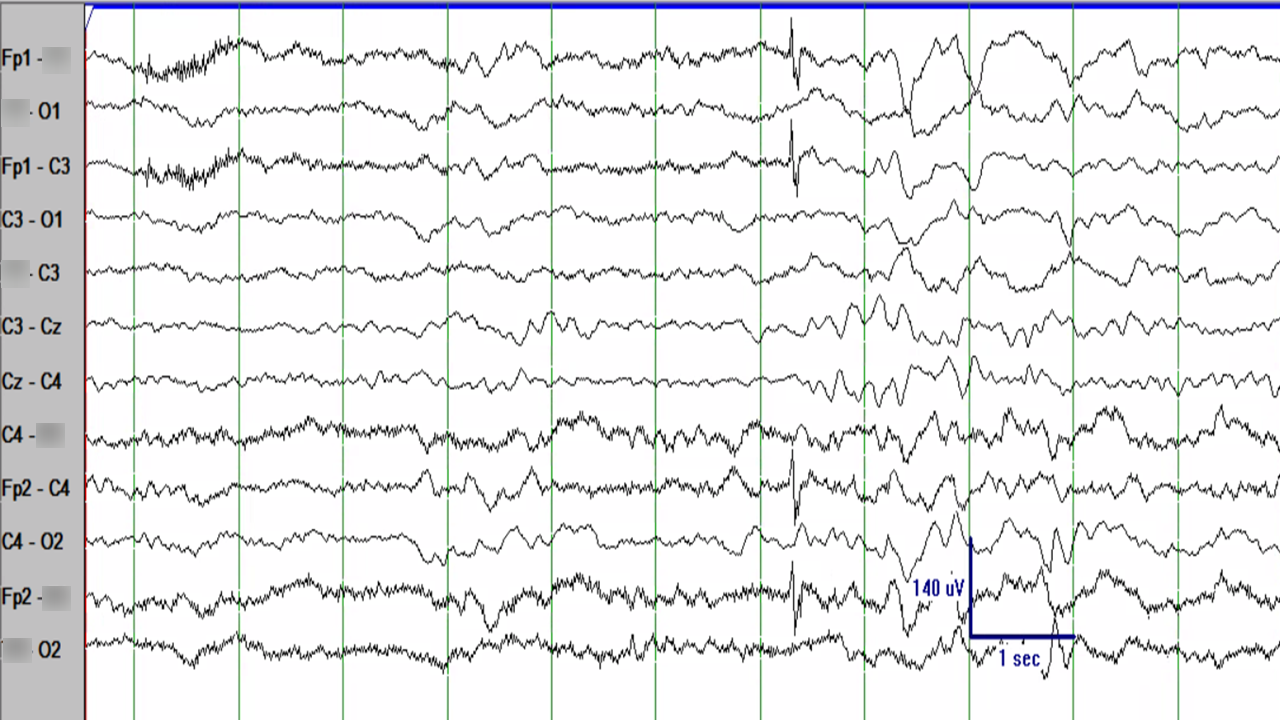 Fp1 -
- O1
Fp1 - C3
C3 - O1
- C3
C3 - Cz
Cz - C4
C4 -
Fp2 - C4
C4 - O2
140 uV
Fp2 -
- O2
1 sec